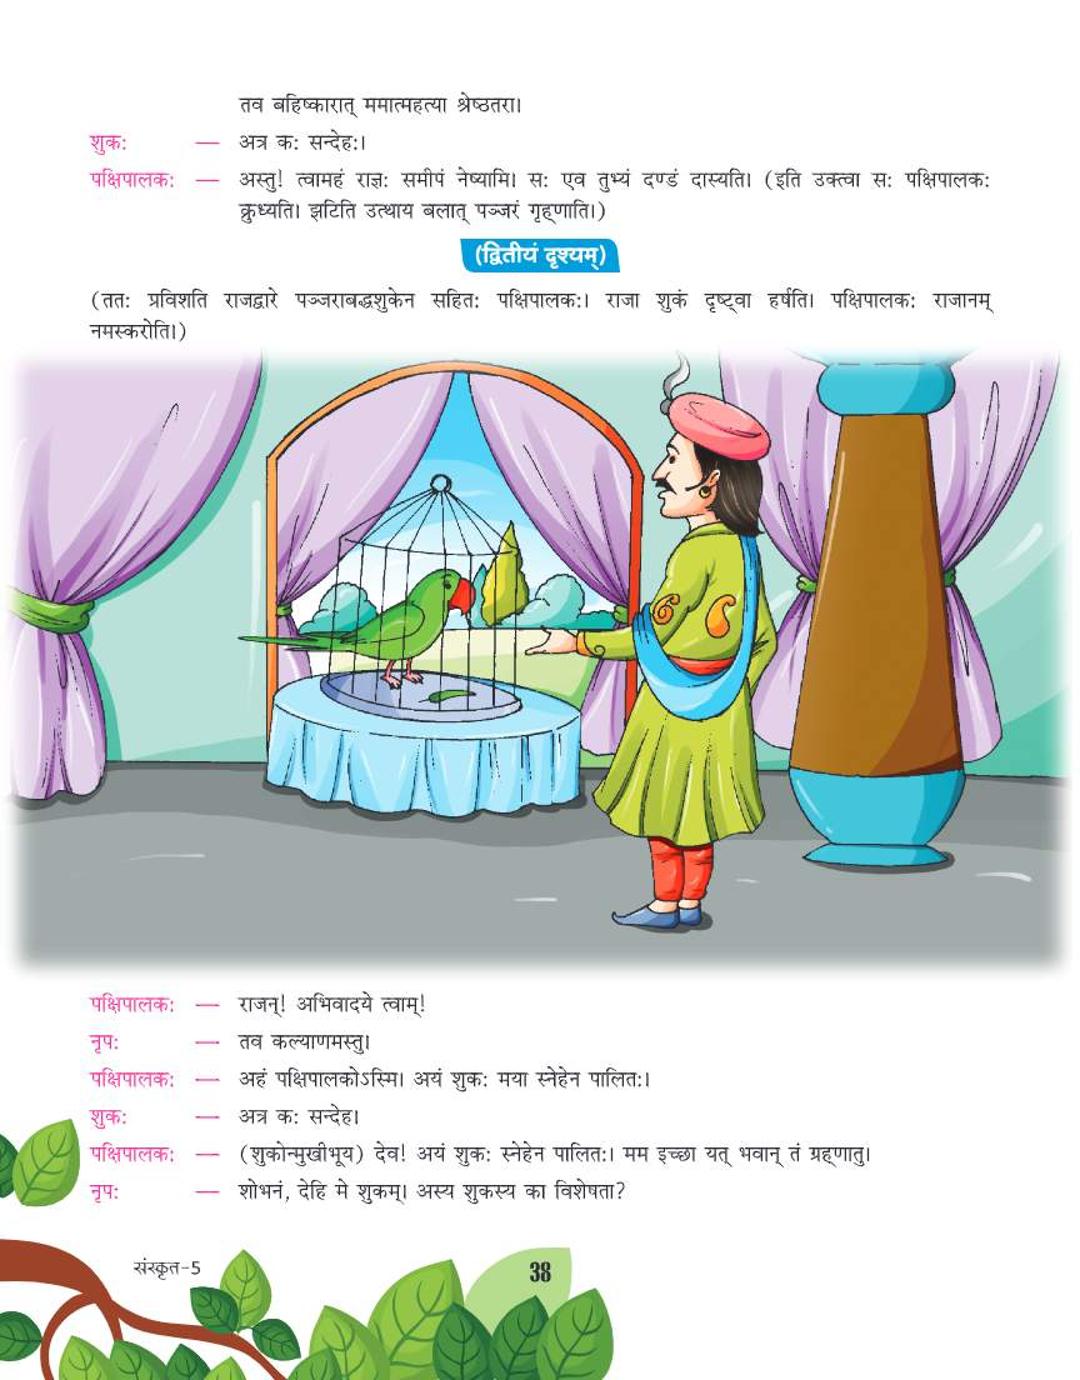 तव बहिष्कारात् ममात्महत्या श्रेष्ठतरा।
शुक: — अत्र क: सन्देह:।
पक्षिपालक: — अस्तु! त्वामहं राज्ञ: समीपं नेष्यामि। स: एव तुभ्यं दण्डं दास्यति। (इति उक्त्वा स: पक्षिपालक:
क्रुध्यति। झटिति उत्थाय बलात् पञ्जरं गृहणाति।)
(द्वितीयं दृश्यम्)
(तत: प्रविशति राजद्वारे पञ्जराबद्धशुकेन सहित: पक्षिपालक:। राजा शुकं दृष्ट्वा हर्षति। पक्षिपालक: राजानम्
नमस्करोति।)
पक्षिपालक: — राजन्! अभिवादये त्वाम्!
नृप: — तव कल्याणमस्तु।
पक्षिपालक: — अहं पक्षिपालकोऽस्मि। अयं शुक: मया स्नेहेन पालित:।
शुक: — अत्र क: सन्देह।
पक्षिपालक: — (शुकोन्मुखीभूय) देव! अयं शुक: स्नेहेन पालित:। मम इच्छा यत् भवान् तं ग्रहणातु।
नृप: — शोभनं, देहि मे शुकम्। अस्य शुकस्य का विशेषता?
संस्कृत-5
38